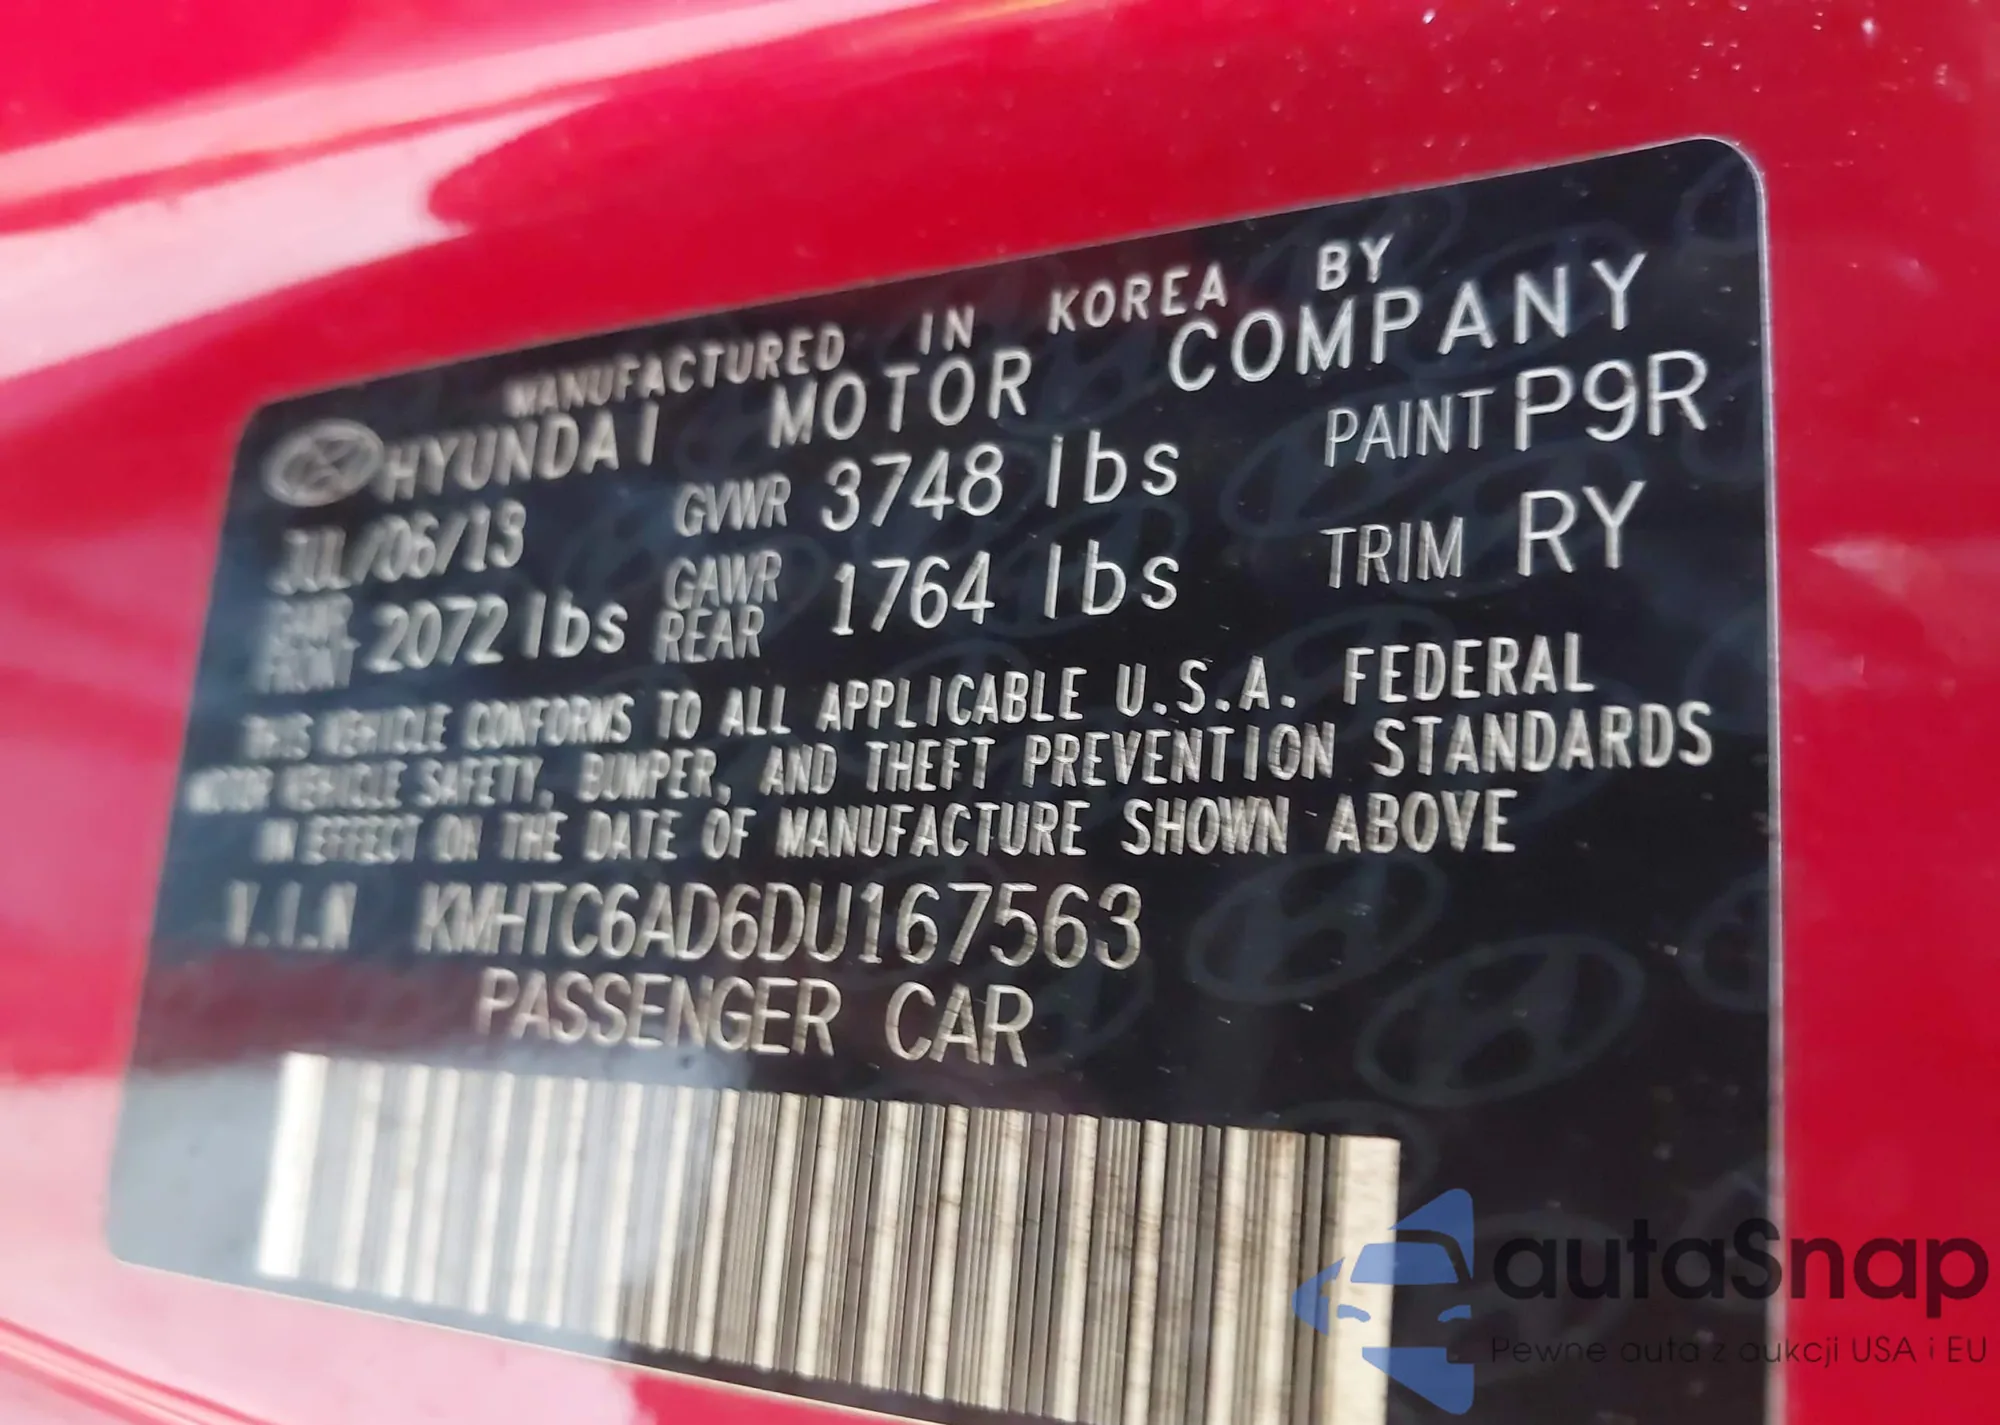 MANUFACTURED IN KOREA BY
HYUNDAI MOTOR COMPANY
JUL/06/13 GVWR 3748 lbs PAINT P9R
GAWR FRONT 2072 lbs GAWR REAR 1764 lbs TRIM RY
THIS VEHICLE CONFORMS TO ALL APPLICABLE U.S.A. FEDERAL
MOTOR VEHICLE SAFETY, BUMPER, AND THEFT PREVENTION STANDARDS
IN EFFECT ON THE DATE OF MANUFACTURE SHOWN ABOVE
V.I.N KMHTC6AD6DU167563
PASSENGER CAR
autaSnap
Pewne auta z aukcji USA i EU